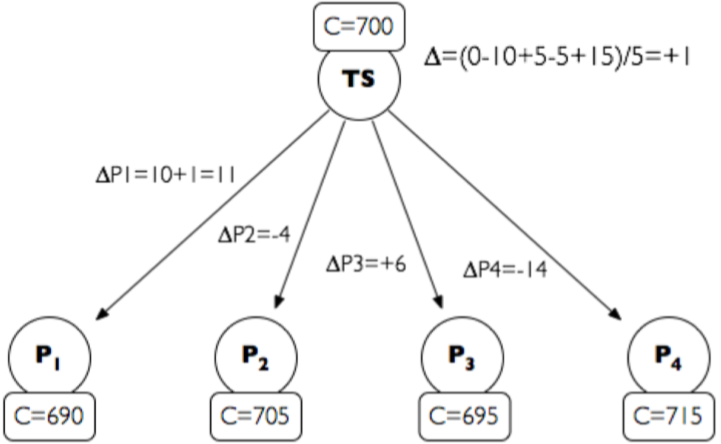 C=700
Δ=(0-10+5-5+15)/5=+1
TS
ΔP1=10+1=11
ΔP2=-4
ΔP3=+6
ΔP4=-14
P1
P2
P3
P4
C=690
C=705
C=695
C=715